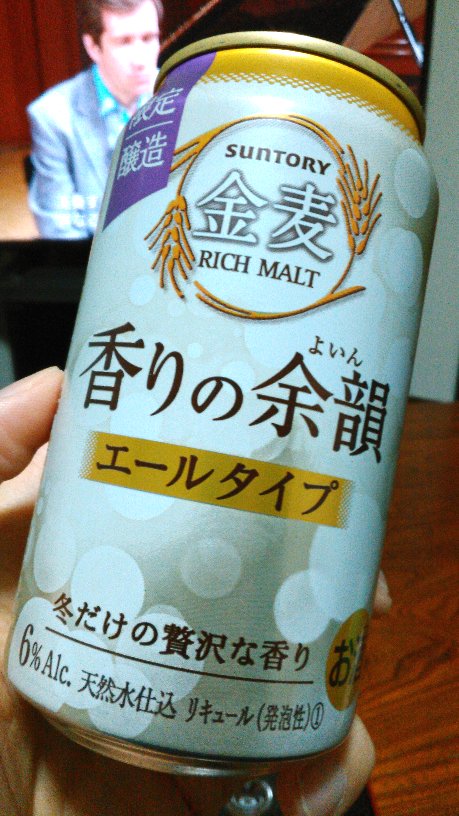 限定
醸造
SUNTORY
金麦
RICH MALT
よいん
香りの余韻
エールタイプ
冬だけの贅沢な香り
6%Alc. 天然水仕込 リキュール(発泡性)①
お酒